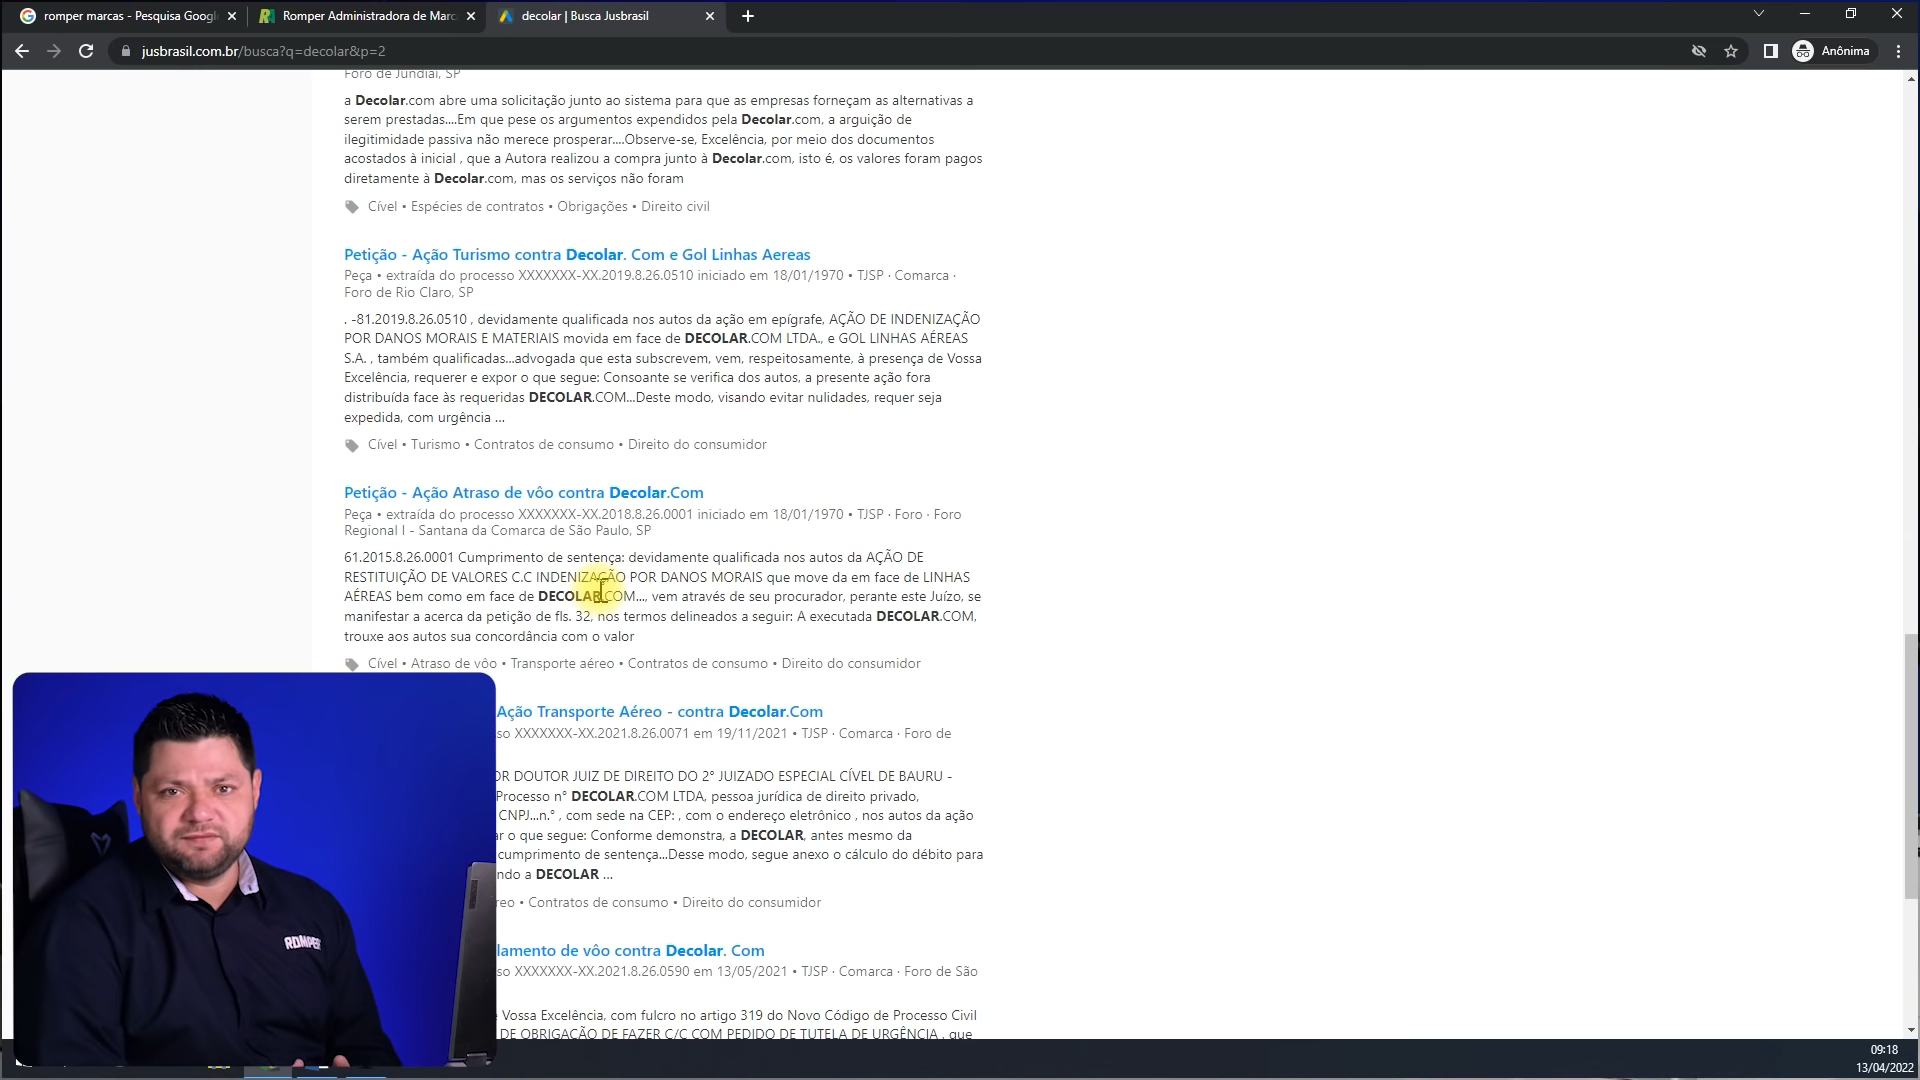 romper marcas - Pesquisa Googl
Romper Administradora de Marc
decolar | Busca Jusbrasil
jusbrasil.com.br/busca?q=decolar&p=2
Anônima
Foro de Jundiaí, SP
a Decolar.com abre uma solicitação junto ao sistema para que as empresas forneçam as alternativas a
serem prestadas....Em que pese os argumentos expendidos pela Decolar.com, a arguição de
ilegitimidade passiva não merece prosperar....Observe-se, Excelência, por meio dos documentos
acostados à inicial , que a Autora realizou a compra junto à Decolar.com, isto é, os valores foram pagos
diretamente à Decolar.com, mas os serviços não foram
Cível • Espécies de contratos • Obrigações • Direito civil
Petição - Ação Turismo contra Decolar. Com e Gol Linhas Aereas
Peça • extraída do processo XXXXXXX-XX.2019.8.26.0510 iniciado em 18/01/1970 • TJSP · Comarca ·
Foro de Rio Claro, SP
. -81.2019.8.26.0510 , devidamente qualificada nos autos da ação em epígrafe, AÇÃO DE INDENIZAÇÃO
POR DANOS MORAIS E MATERIAIS movida em face de DECOLAR.COM LTDA., e GOL LINHAS AÉREAS
S.A. , também qualificadas...advogada que esta subscrevem, vem, respeitosamente, à presença de Vossa
Excelência, requerer e expor o que segue: Consoante se verifica dos autos, a presente ação fora
distribuída face às requeridas DECOLAR.COM...Deste modo, visando evitar nulidades, requer seja
expedida, com urgência ...
Cível • Turismo • Contratos de consumo • Direito do consumidor
Petição - Ação Atraso de vôo contra Decolar.Com
Peça • extraída do processo XXXXXXX-XX.2018.8.26.0001 iniciado em 18/01/1970 • TJSP · Foro · Foro
Regional I - Santana da Comarca de São Paulo, SP
61.2015.8.26.0001 Cumprimento de sentença: devidamente qualificada nos autos da AÇÃO DE
RESTITUIÇÃO DE VALORES C.C INDENIZAÇÃO POR DANOS MORAIS que move da em face de LINHAS
AÉREAS bem como em face de DECOLAR.COM..., vem através de seu procurador, perante este Juízo, se
manifestar a acerca da petição de fls. 32, nos termos delineados a seguir: A executada DECOLAR.COM,
trouxe aos autos sua concordância com o valor
Cível • Atraso de vôo • Transporte aéreo • Contratos de consumo • Direito do consumidor
Ação Transporte Aéreo - contra Decolar.Com
so XXXXXXX-XX.2021.8.26.0071 em 19/11/2021 • TJSP · Comarca · Foro de
OR DOUTOR JUIZ DE DIREITO DO 2° JUIZADO ESPECIAL CÍVEL DE BAURU -
Processo n° DECOLAR.COM LTDA, pessoa jurídica de direito privado,
CNPJ...n.° , com sede na CEP: , com o endereço eletrônico , nos autos da ação
ar o que segue: Conforme demonstra, a DECOLAR, antes mesmo da
cumprimento de sentença...Desse modo, segue anexo o cálculo do débito para
ndo a DECOLAR ...
reo • Contratos de consumo • Direito do consumidor
lamento de vôo contra Decolar. Com
so XXXXXXX-XX.2021.8.26.0590 em 13/05/2021 • TJSP · Comarca · Foro de São
Vossa Excelência, com fulcro no artigo 319 do Novo Código de Processo Civil
DE OBRIGAÇÃO DE FAZER C/C COM PEDIDO DE TUTELA DE URGÊNCIA , que
ROMPER
09:18
13/04/2022